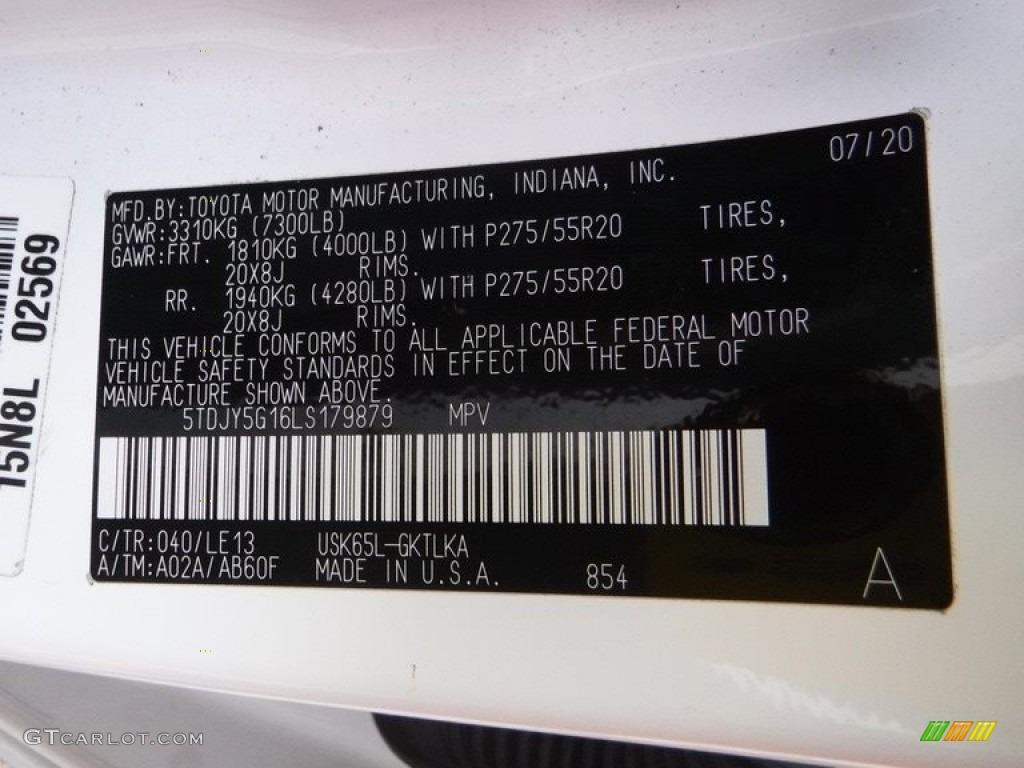 07/20
MFD.BY:TOYOTA MOTOR MANUFACTURING, INDIANA, INC.
GVWR:3310KG (7300LB)
GAWR:FRT. 1810KG (4000LB) WITH P275/55R20 TIRES,
20X8J RIMS.
RR. 1940KG (4280LB) WITH P275/55R20 TIRES,
20X8J RIMS.
THIS VEHICLE CONFORMS TO ALL APPLICABLE FEDERAL MOTOR
VEHICLE SAFETY STANDARDS IN EFFECT ON THE DATE OF
MANUFACTURE SHOWN ABOVE.
5TDJY5G16LS179879 MPV
C/TR:040/LE13 USK65L-GKTLKA
A/TM:A02A/AB60F MADE IN U.S.A. 854 A
15N8L 02569
GTCARLOT.COM